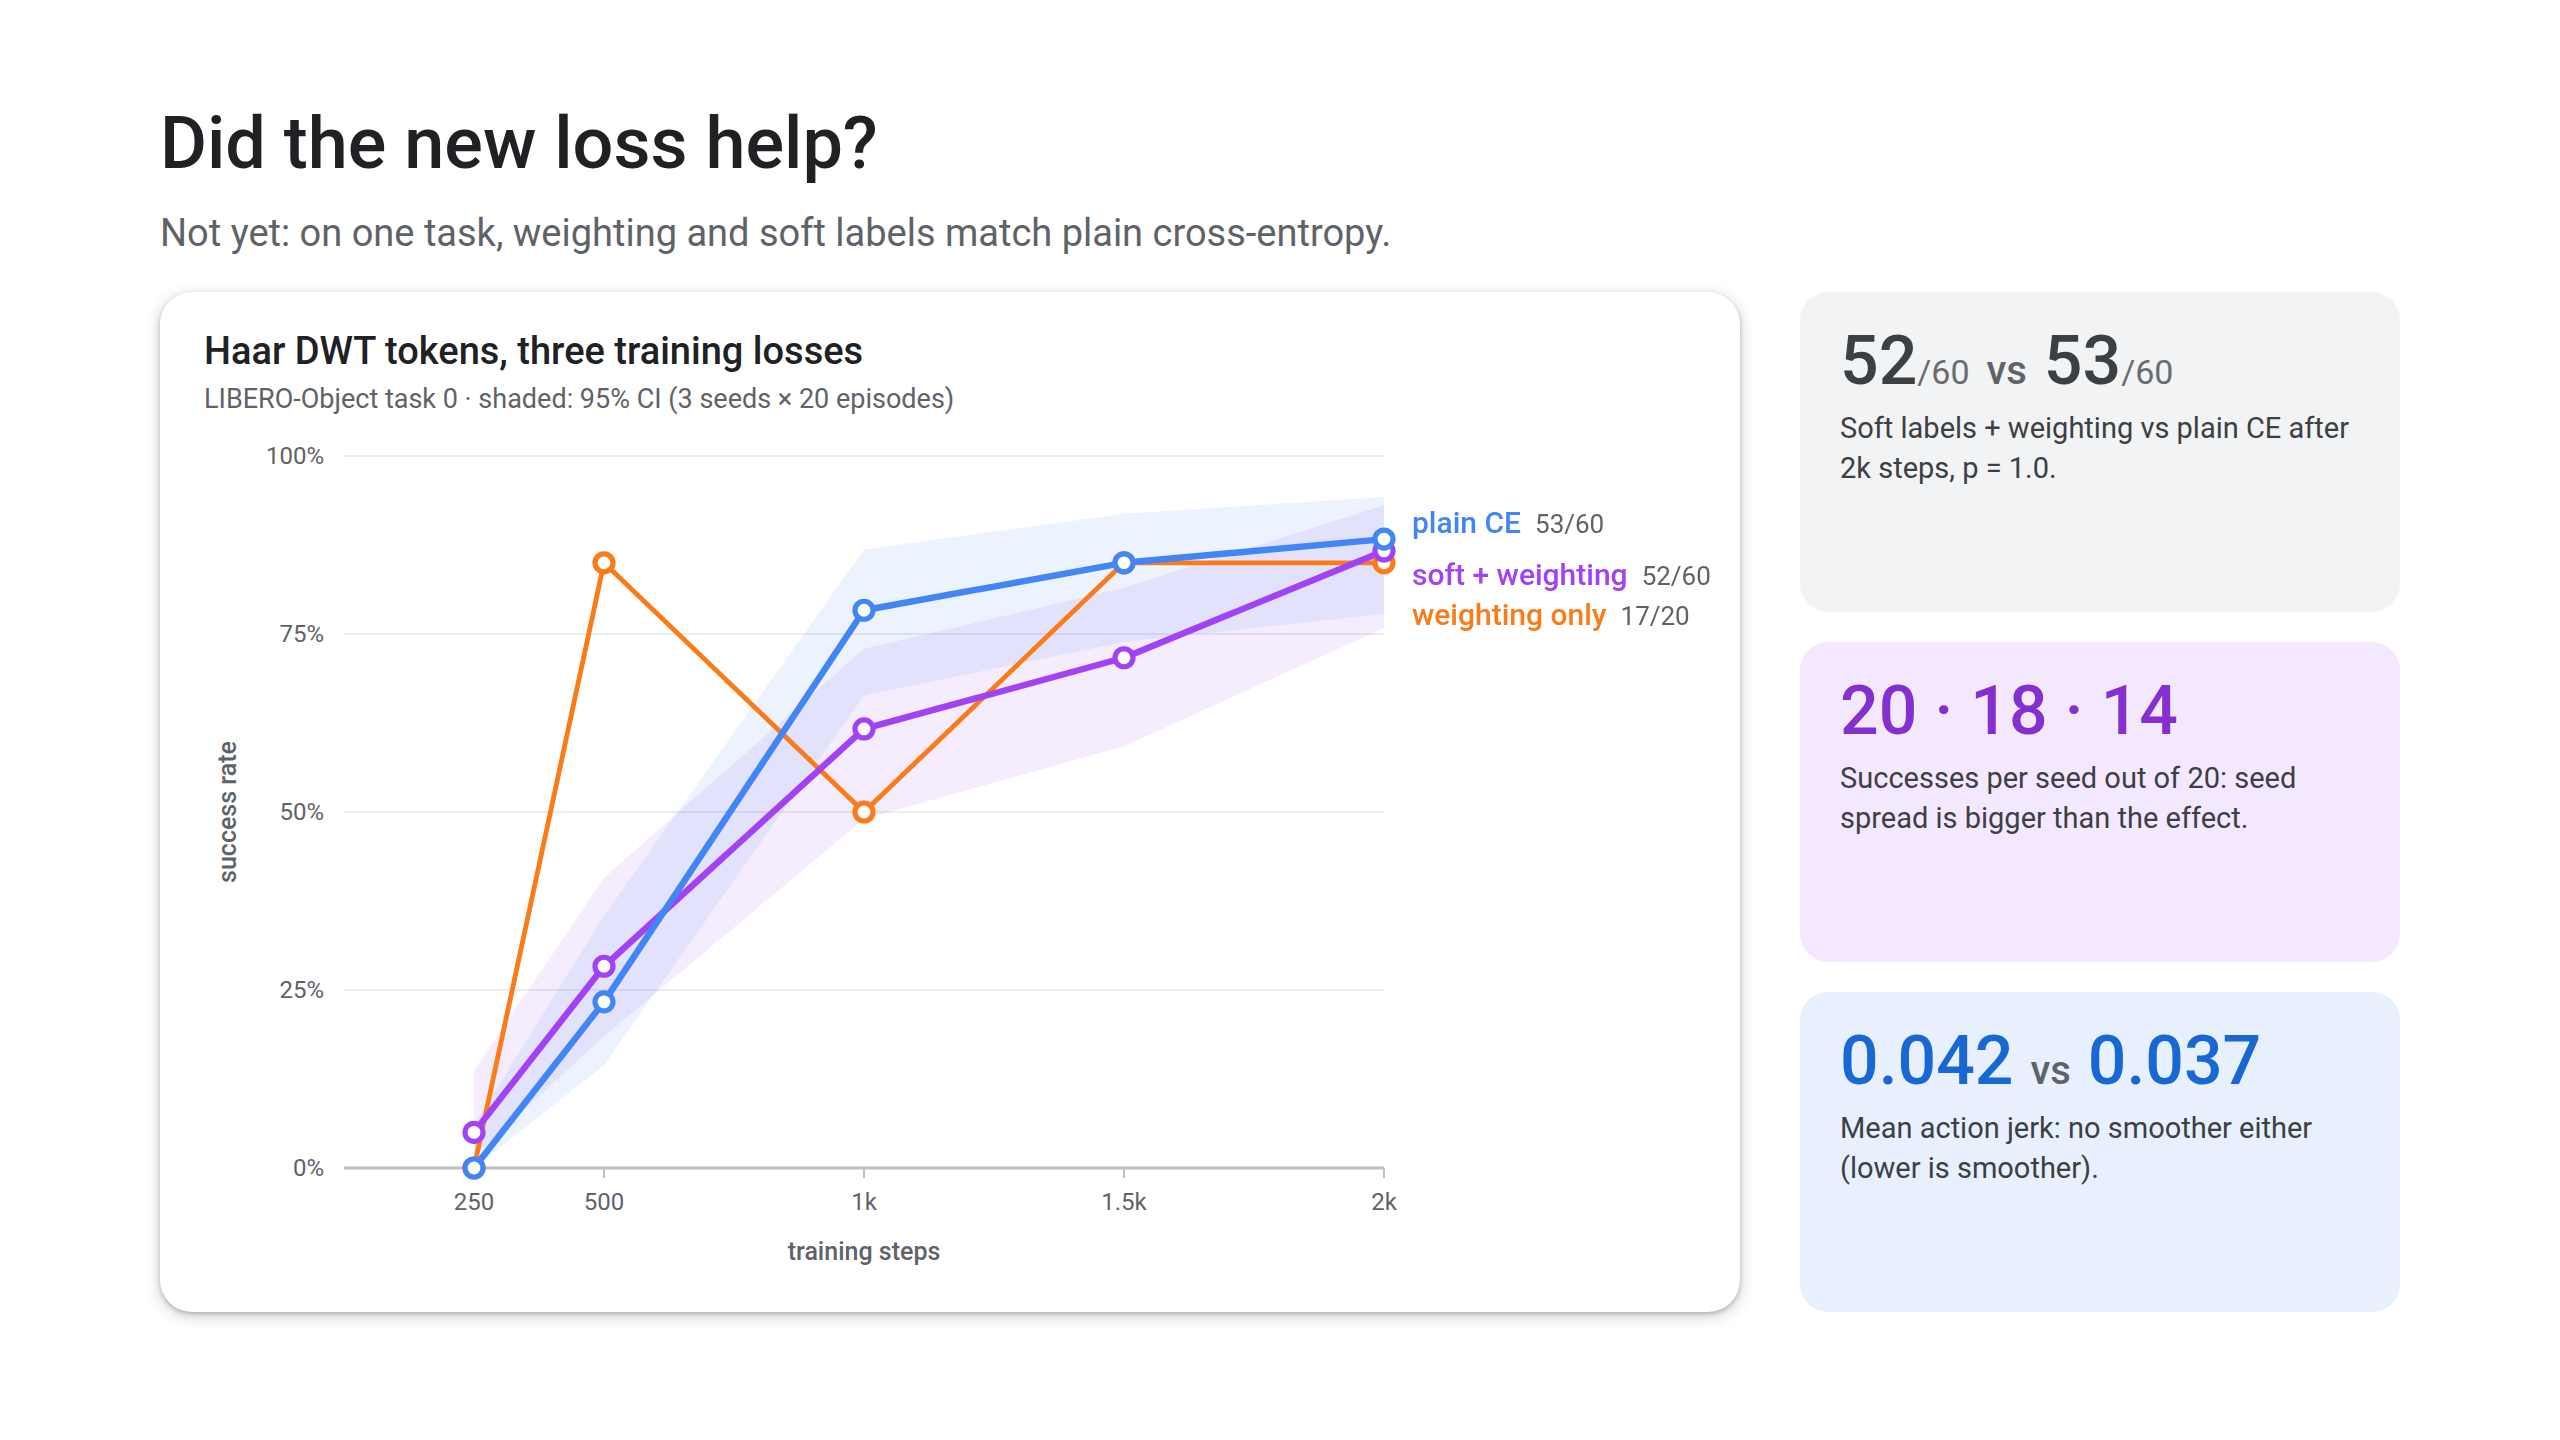 Did the new loss help?
Not yet: on one task, weighting and soft labels match plain cross-entropy.
Haar DWT tokens, three training losses
LIBERO-Object task 0 · shaded: 95% CI (3 seeds × 20 episodes)
100%
75%
50%
25%
0%
success rate
250
500
1k
1.5k
2k
training steps
plain CE 53/60
soft + weighting 52/60
weighting only 17/20
52/60 vs 53/60
Soft labels + weighting vs plain CE after
2k steps, p = 1.0.
20 · 18 · 14
Successes per seed out of 20: seed
spread is bigger than the effect.
0.042 vs 0.037
Mean action jerk: no smoother either
(lower is smoother).